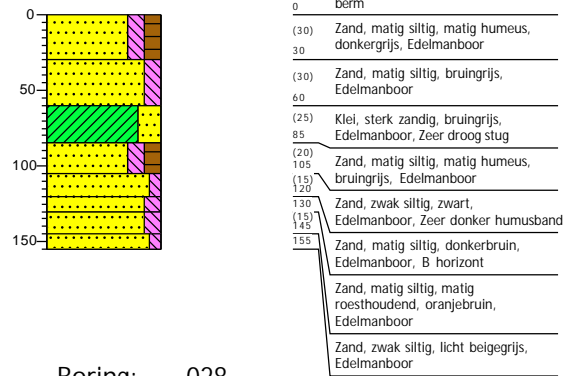 0
50
100
150
berm
0
(30)
30
Zand, matig siltig, matig humeus,
donkergrijs, Edelmanboor
(30)
60
Zand, matig siltig, bruingrijs,
Edelmanboor
(25)
85
Klei, sterk zandig, bruingrijs,
Edelmanboor, Zeer droog stug
(20)
105
Zand, matig siltig, matig humeus,
bruingrijs, Edelmanboor
(15)
120
Zand, zwak siltig, zwart,
Edelmanboor, Zeer donker humusband
130
Zand, matig siltig, donkerbruin,
Edelmanboor, B horizont
(15)
145
Zand, matig siltig, matig
roesthoudend, oranjebruin,
Edelmanboor
155
Zand, zwak siltig, licht beigegrijs,
Edelmanboor
Boring: 028